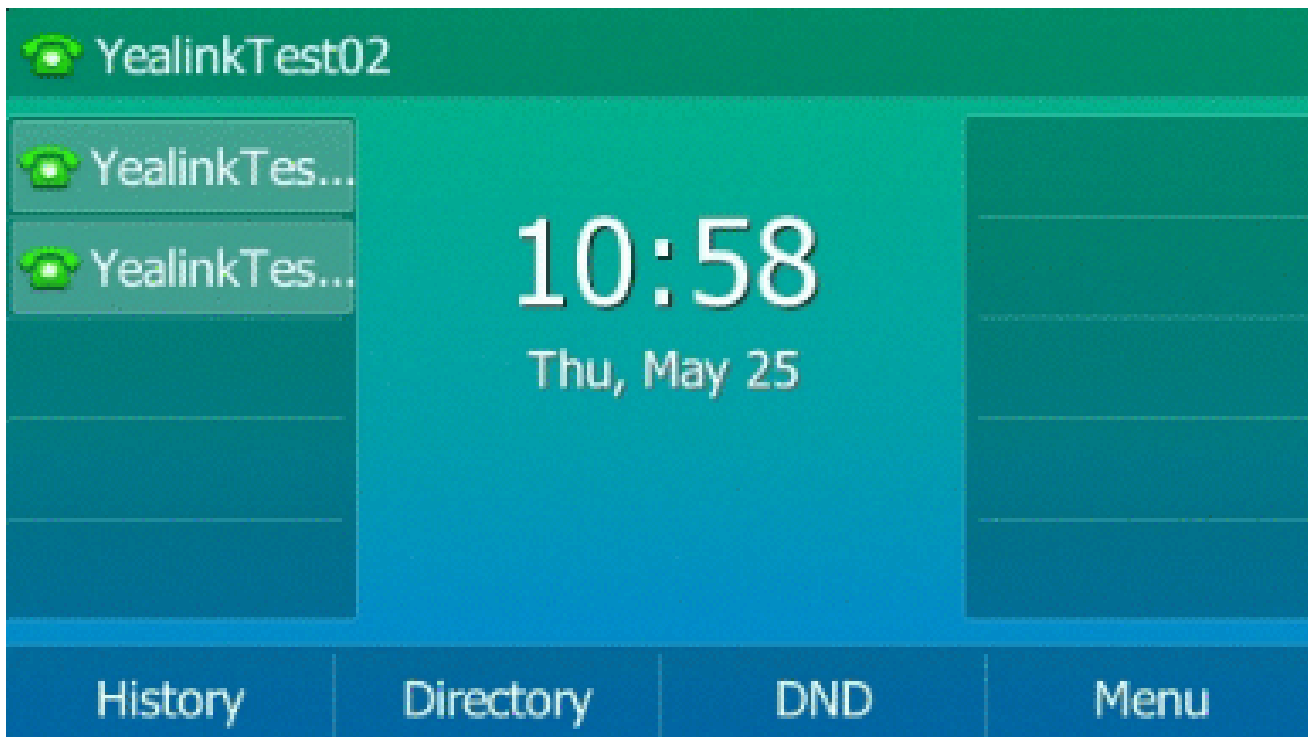 YealinkTest02
YealinkTes...
YealinkTes...
10:58
Thu, May 25
History Directory DND Menu